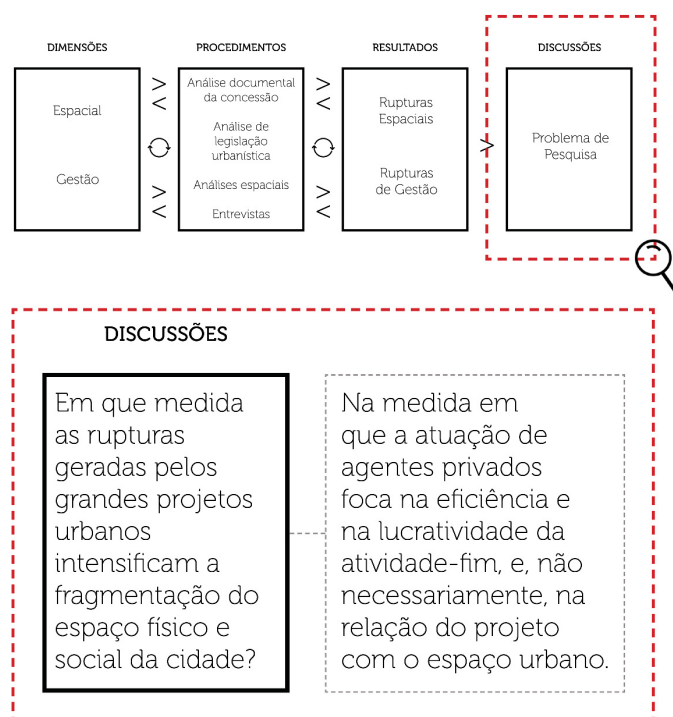 DIMENSÕES
PROCEDIMENTOS
RESULTADOS
DISCUSSÕES
Espacial
Gestão
Análise documental
da concessão
Análise de
legislação
urbanística
Análises espaciais
Entrevistas
Rupturas
Espaciais
Rupturas
de Gestão
Problema de
Pesquisa
DISCUSSÕES
Em que medida
as rupturas
geradas pelos
grandes projetos
urbanos
intensificam a
fragmentação do
espaço físico e
social da cidade?
Na medida em
que a atuação de
agentes privados
foca na eficiência e
na lucratividade da
atividade-fim, e, não
necessariamente, na
relação do projeto
com o espaço urbano.